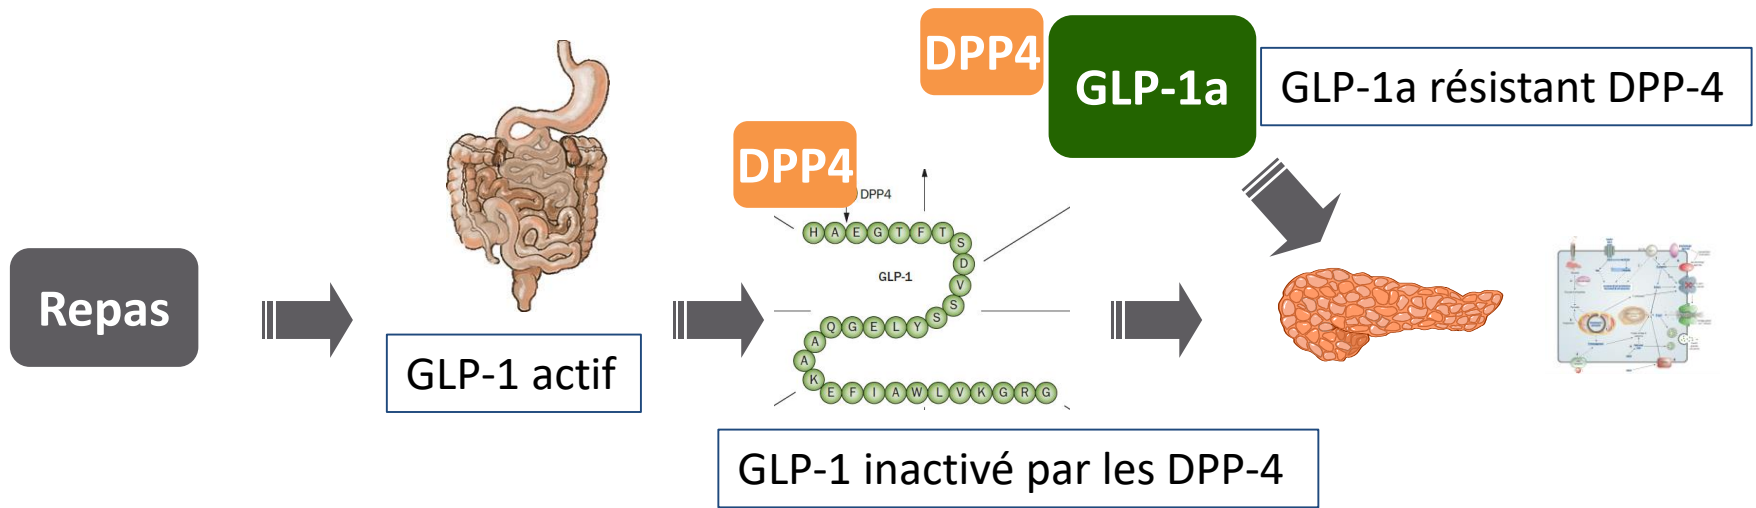 DPP4
GLP-1a
GLP-1a résistant DPP-4
DPP4
DPP4
H A E G T F T S D V S S Y L E G Q A A K E F I A W L V K G R G
GLP-1
Repas
GLP-1 actif
GLP-1 inactivé par les DPP-4